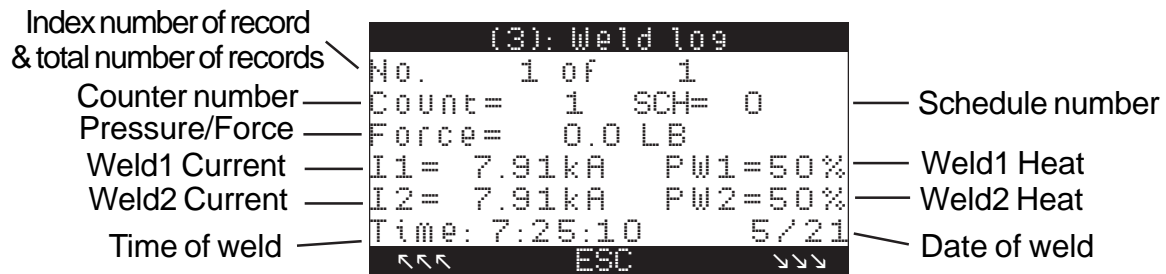 Index number of record
& total number of records
Counter number
Pressure/Force
Weld1 Current
Weld2 Current
Time of weld
(3): Weld log
No. 1 of 1
Count= 1 SCH= 0
Force= 0.0 LB
I1= 7.91kA PW1=50%
I2= 7.91kA PW2=50%
Time: 7:25:10 5/21
↖↖↖ ESC ↘↘↘
Schedule number
Weld1 Heat
Weld2 Heat
Date of weld